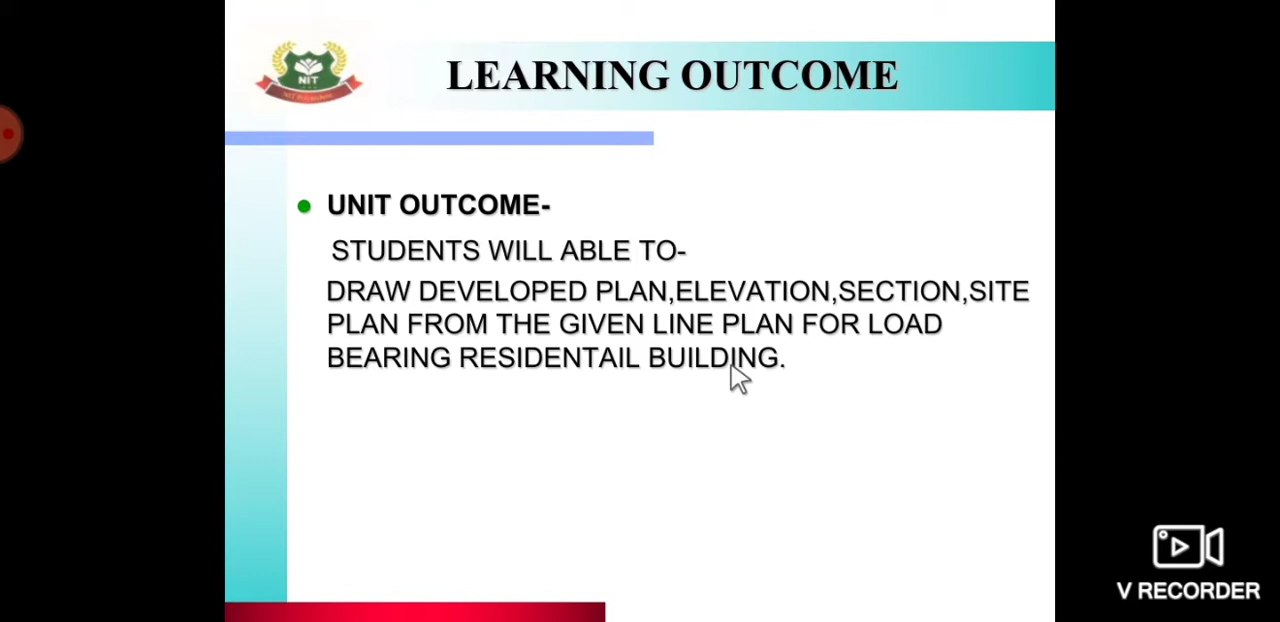 NIT
LEARNING OUTCOME
UNIT OUTCOME-
STUDENTS WILL ABLE TO-
DRAW DEVELOPED PLAN,ELEVATION,SECTION,SITE
PLAN FROM THE GIVEN LINE PLAN FOR LOAD
BEARING RESIDENTAIL BUILDING.
V RECORDER